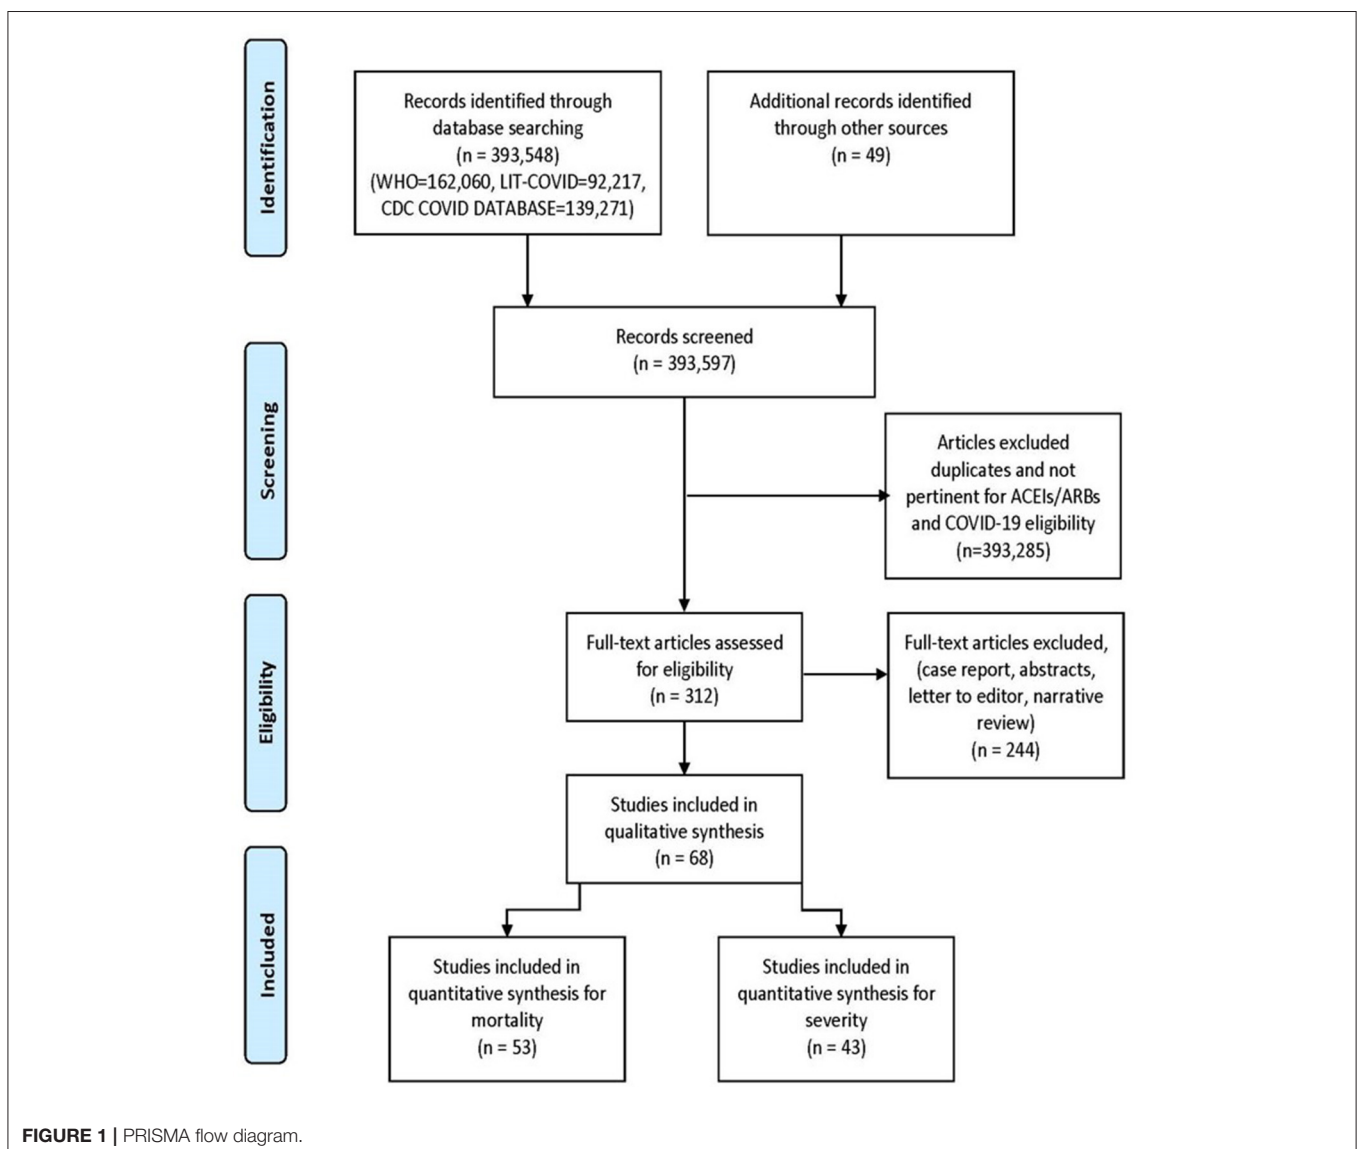 Identification
Records identified through
database searching
(n = 393,548)
(WHO=162,060, LIT-COVID=92,217,
CDC COVID DATABASE=139,271)
Additional records identified
through other sources
(n = 49)
Screening
Records screened
(n = 393,597)
Articles excluded
duplicates and not
pertinent for ACEIs/ARBs
and COVID-19 eligibility
(n=393,285)
Eligibility
Full-text articles assessed
for eligibility
(n = 312)
Full-text articles excluded,
(case report, abstracts,
letter to editor, narrative
review)
(n = 244)
Studies included in
qualitative synthesis
(n = 68)
Included
Studies included in
quantitative synthesis for
mortality
(n = 53)
Studies included in
quantitative synthesis for
severity
(n = 43)
FIGURE 1 | PRISMA flow diagram.